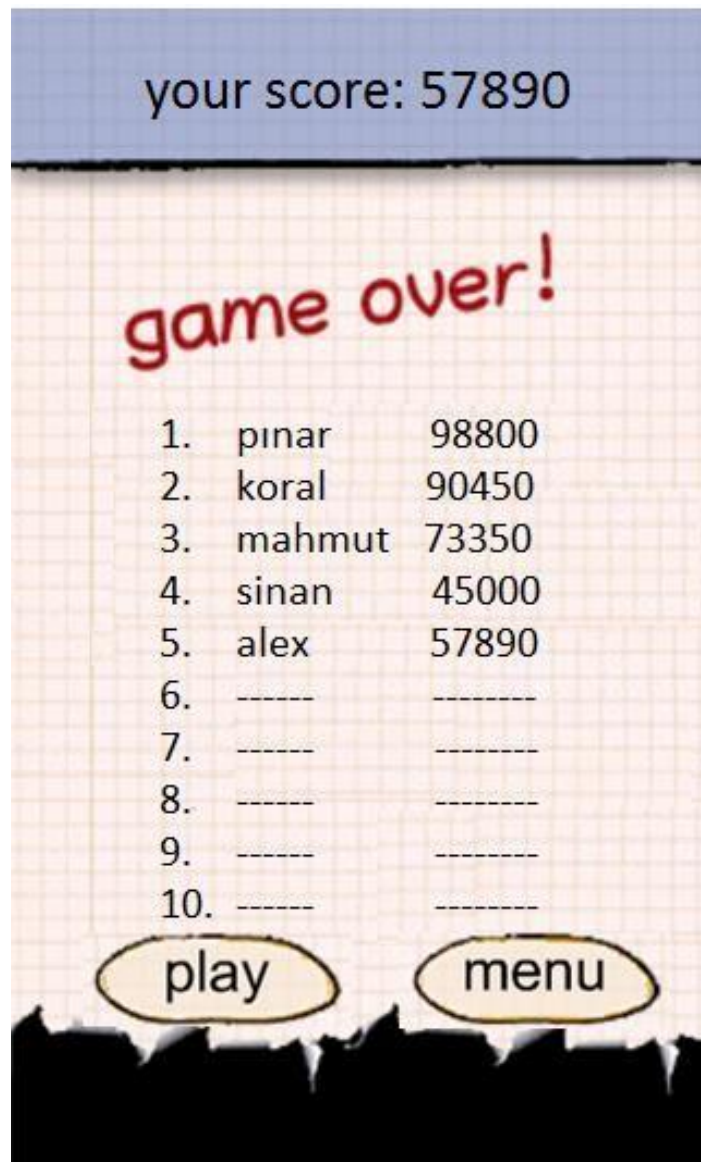 your score: 57890
game over!
1. pınar 98800
2. koral 90450
3. mahmut 73350
4. sinan 45000
5. alex 57890
6. ------ --------
7. ------ --------
8. ------ --------
9. ------ --------
10. ------ --------
play menu